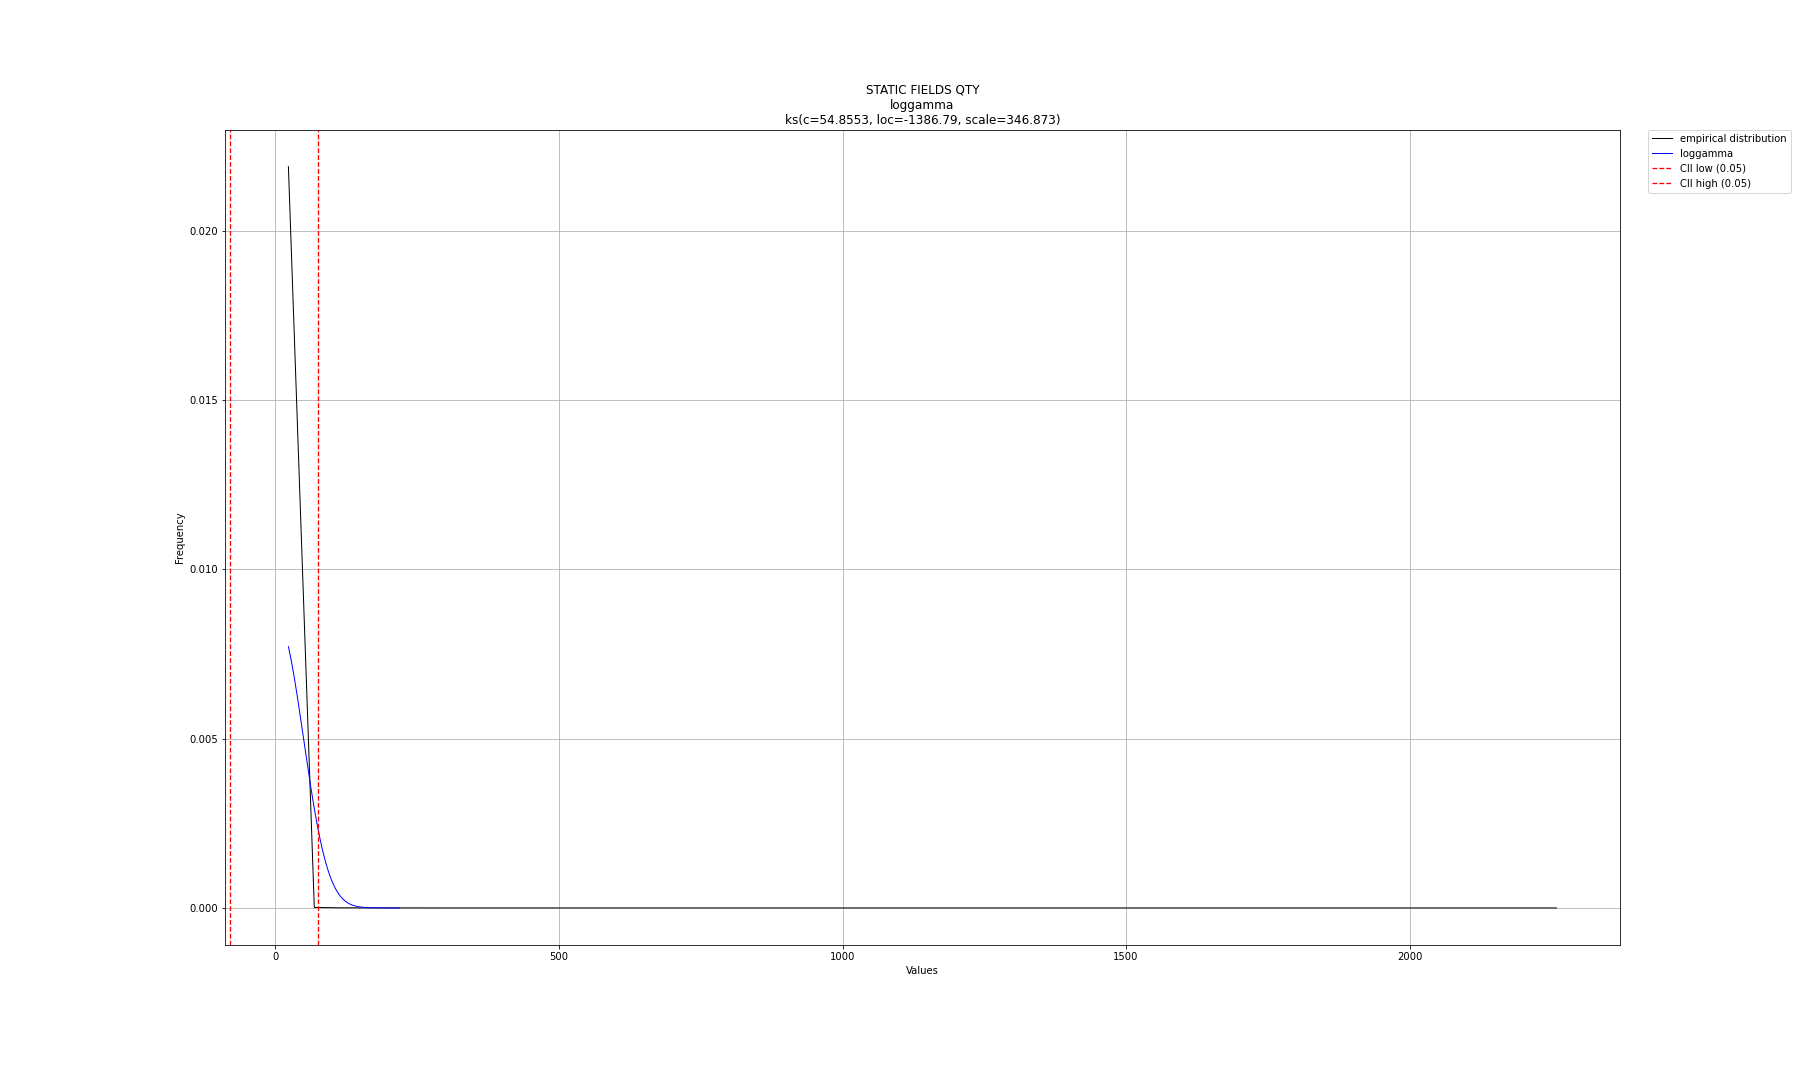 STATIC FIELDS QTY
loggamma
ks(c=54.8553, loc=-1386.79, scale=346.873)
empirical distribution
loggamma
CII low (0.05)
CII high (0.05)
0.020
0.015
0.010
0.005
0.000
Frequency
0
500
1000
1500
2000
Values